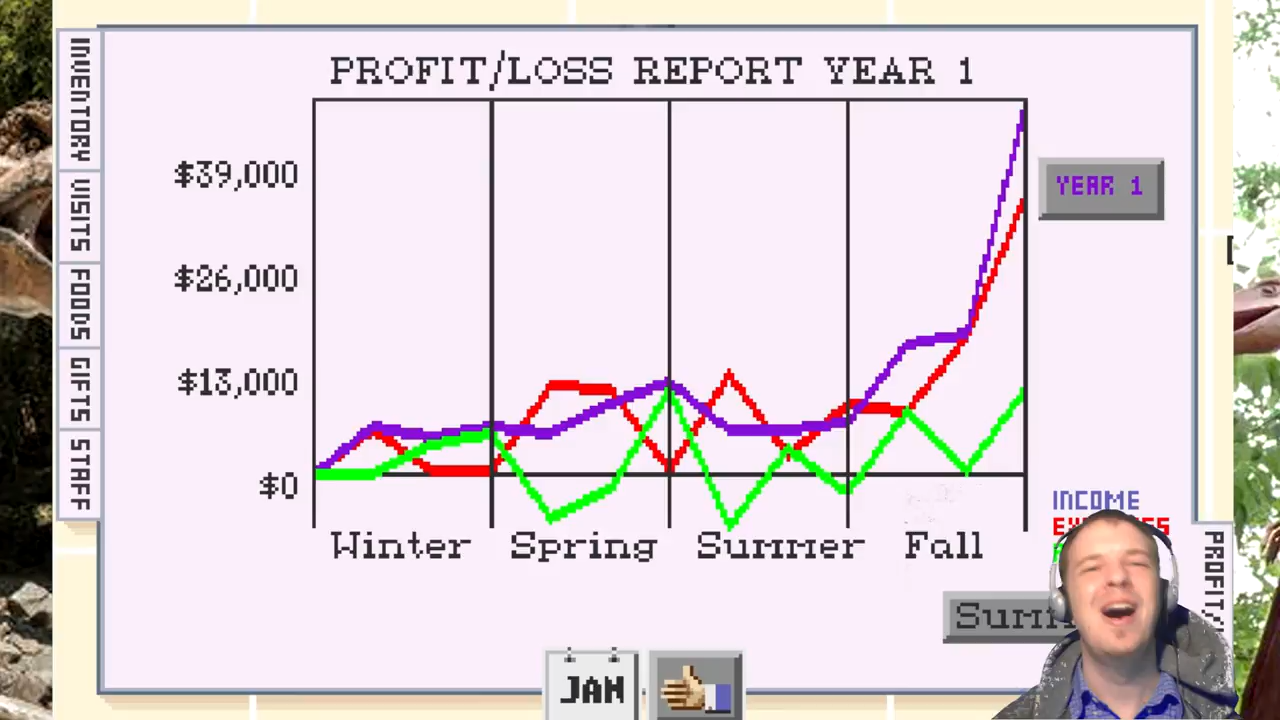 PROFIT/LOSS REPORT YEAR 1
INVENTORY
VISITS
FOODS
GIFTS
STAFF
$39,000
$26,000
$13,000
$0
Winter Spring Summer Fall
YEAR 1
INCOME
JAN